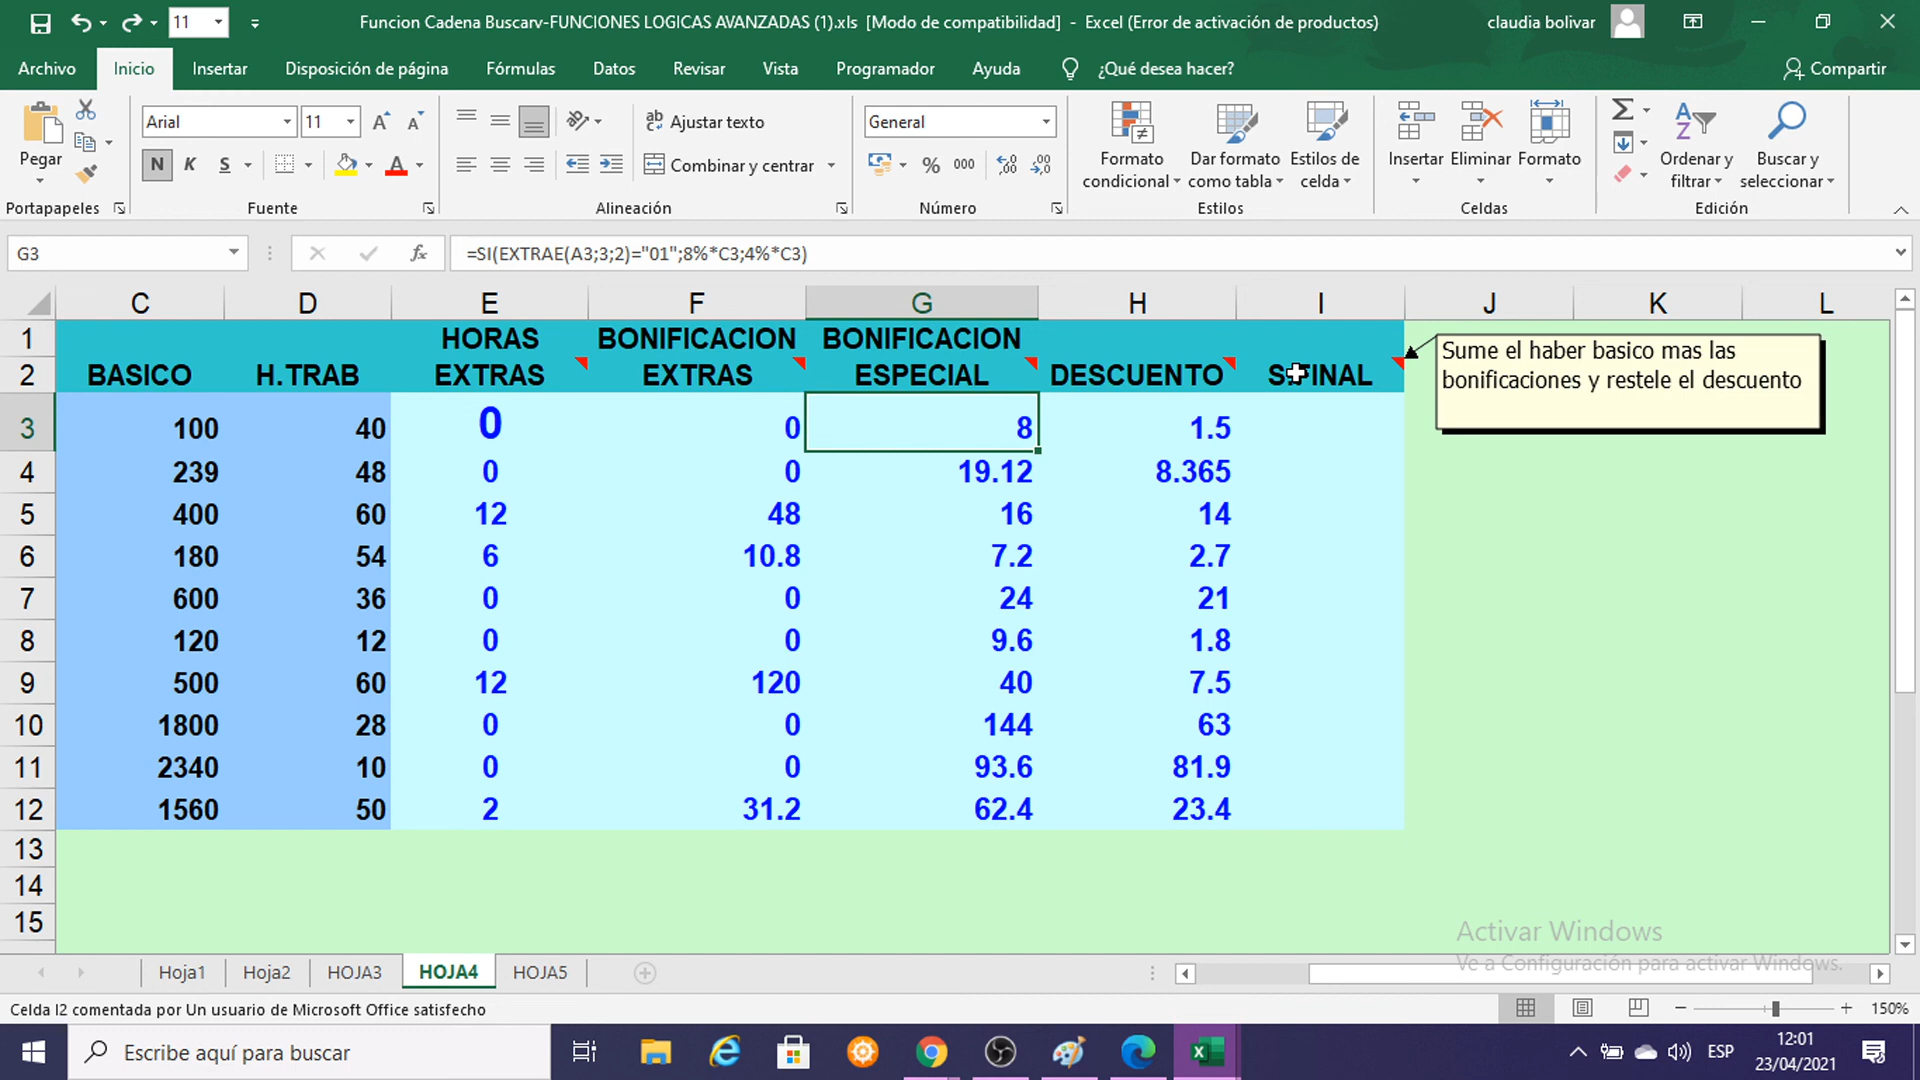 11 Funcion Cadena Buscarv-FUNCIONES LOGICAS AVANZADAS (1).xls [Modo de compatibilidad] - Excel (Error de activación de productos) claudia bolivar
Archivo Inicio Insertar Disposición de página Fórmulas Datos Revisar Vista Programador Ayuda ¿Qué desea hacer? Compartir
Pegar
Portapapeles
Arial 11
N K S
Fuente
Ajustar texto
Combinar y centrar
Alineación
General
% 000
Número
Formato condicional
Dar formato como tabla
Estilos de celda
Estilos
Insertar Eliminar Formato
Celdas
Ordenar y filtrar
Buscar y seleccionar
Edición
G3 fx =SI(EXTRAE(A3;3;2)="01";8%*C3;4%*C3)
C D E F G H I J K L
1 HORAS BONIFICACION BONIFICACION
2 BASICO H.TRAB EXTRAS EXTRAS ESPECIAL DESCUENTO S.FINAL
Sume el haber basico mas las
bonificaciones y restele el descuento
3 100 40 0 0 8 1.5
4 239 48 0 0 19.12 8.365
5 400 60 12 48 16 14
6 180 54 6 10.8 7.2 2.7
7 600 36 0 0 24 21
8 120 12 0 0 9.6 1.8
9 500 60 12 120 40 7.5
10 1800 28 0 0 144 63
11 2340 10 0 0 93.6 81.9
12 1560 50 2 31.2 62.4 23.4
13
14
15
Activar Windows
Ve a Configuración para activar Windows.
Hoja1 Hoja2 HOJA3 HOJA4 HOJA5
Celda I2 comentada por Un usuario de Microsoft Office satisfecho 150%
Escribe aquí para buscar ESP 12:01
23/04/2021